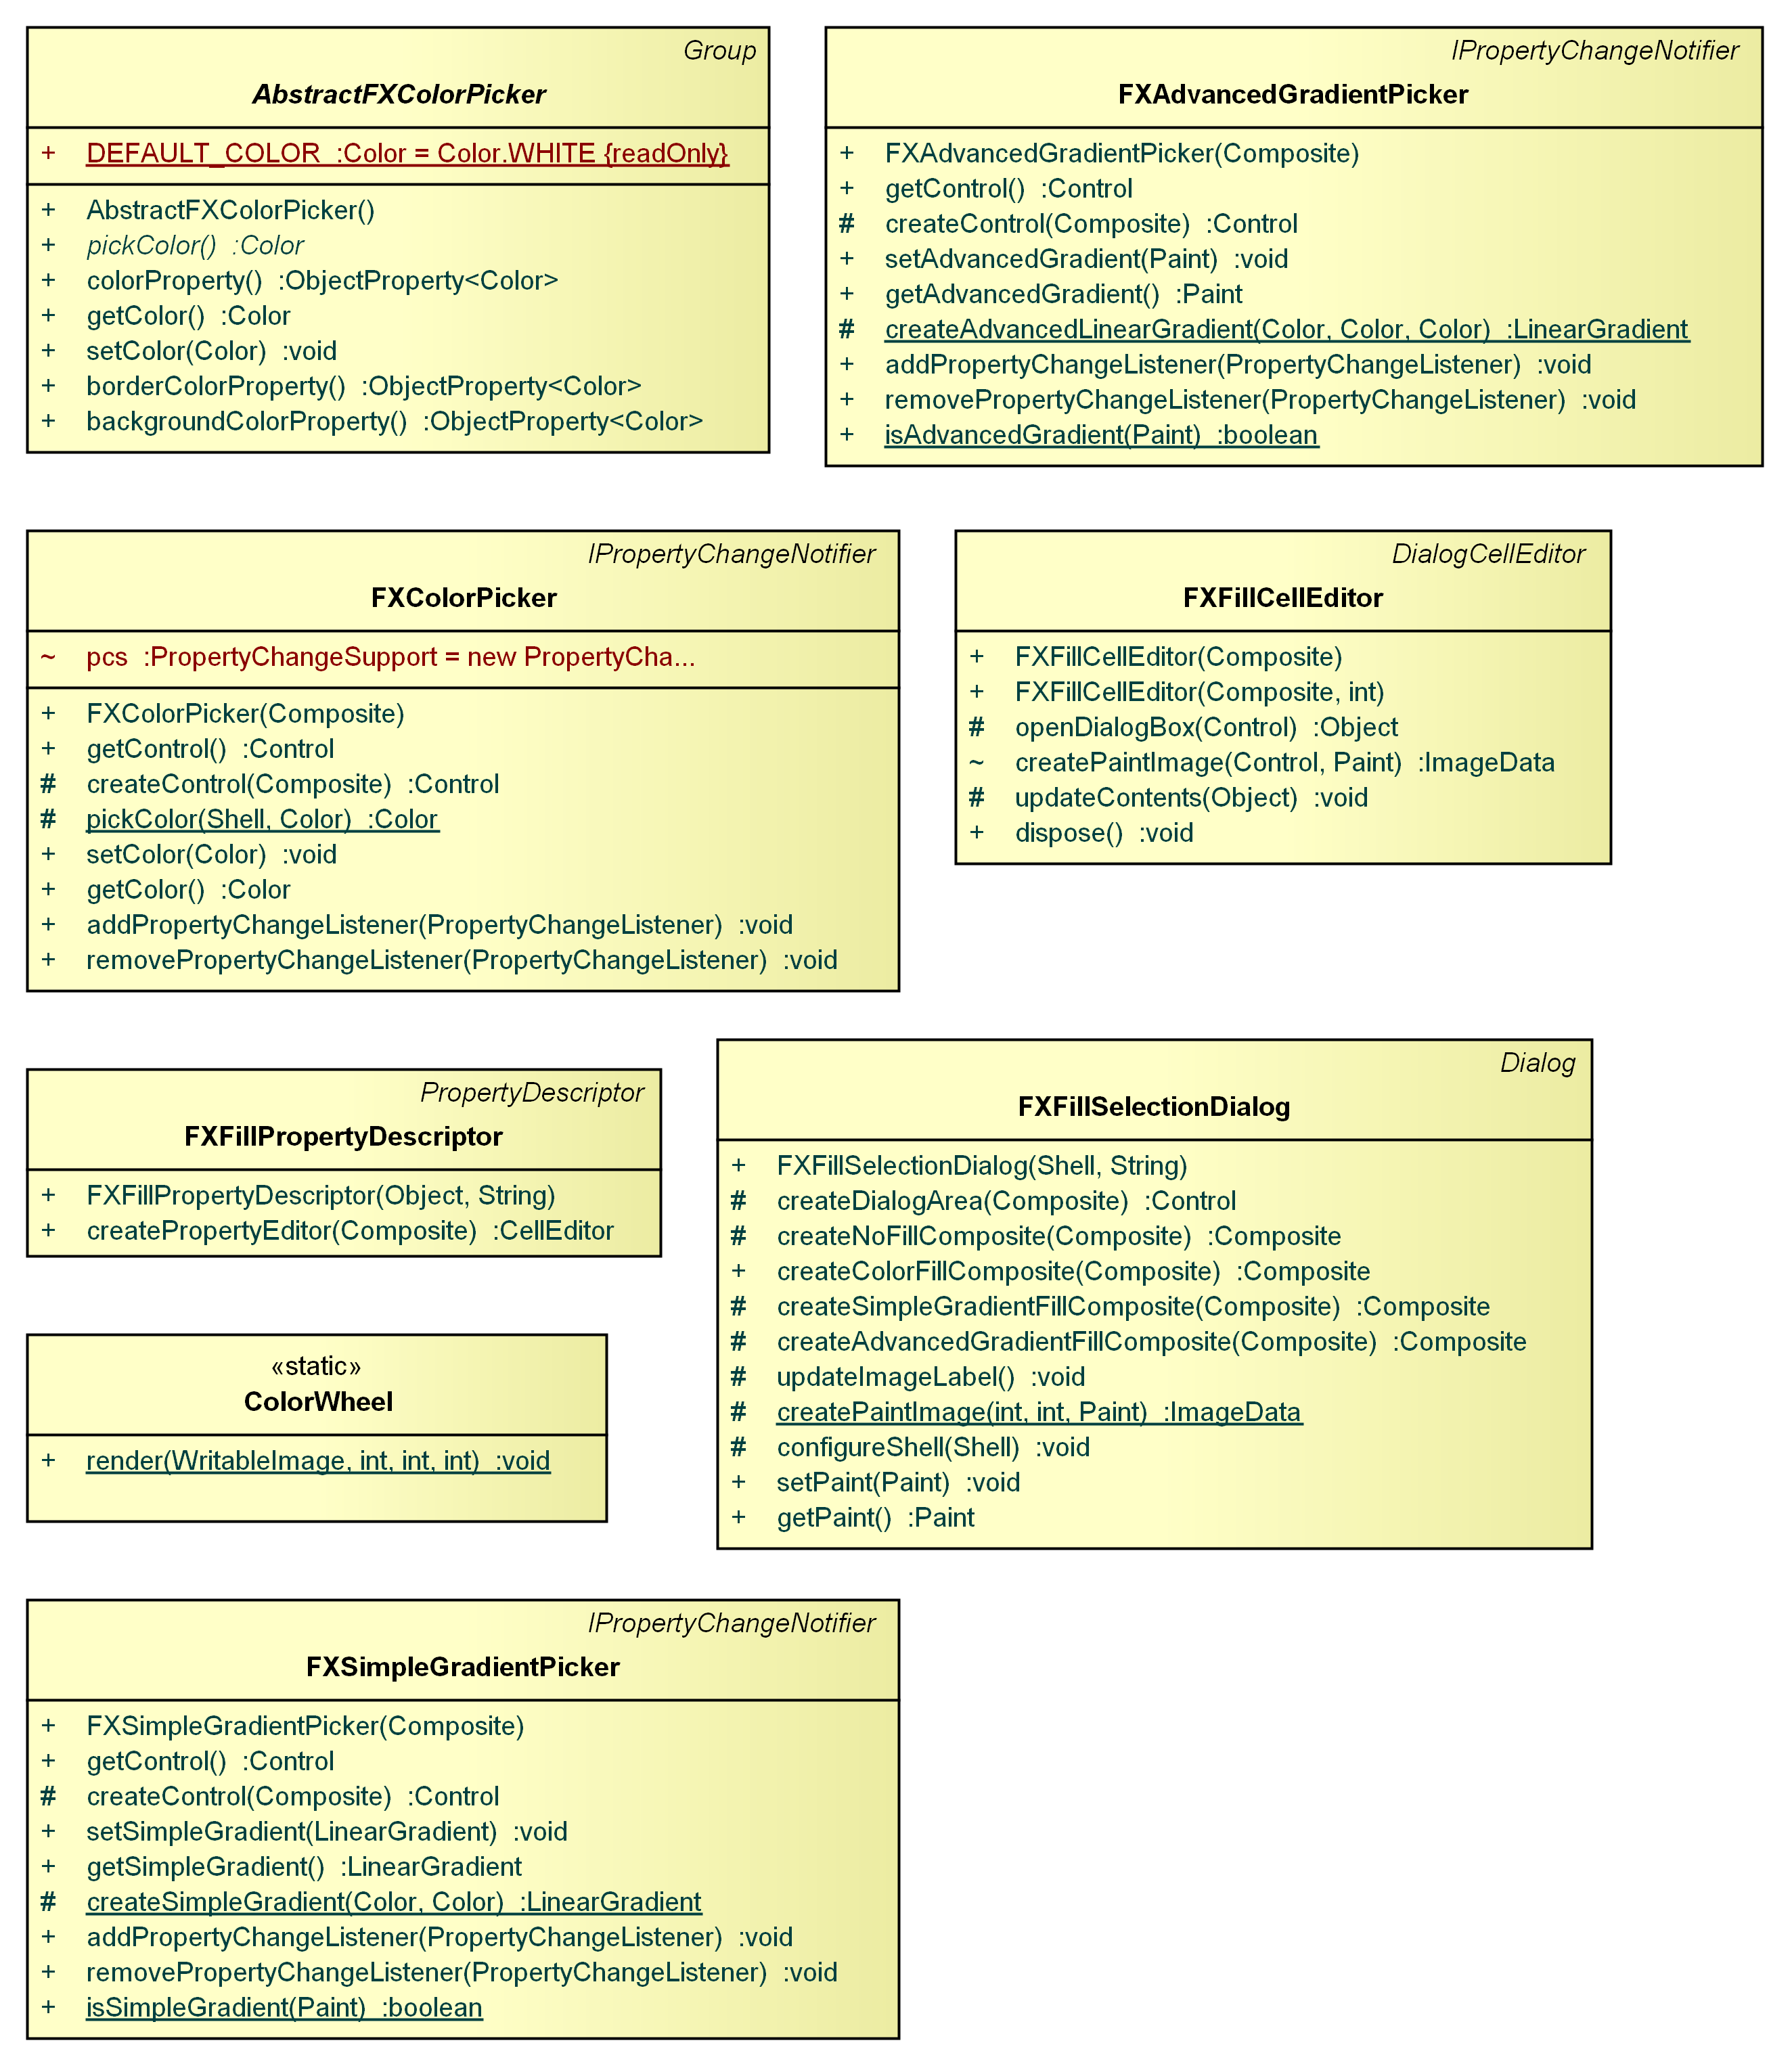 Group
AbstractFXColorPicker
+ DEFAULT_COLOR :Color = Color.WHITE {readOnly}
+ AbstractFXColorPicker()
+ pickColor() :Color
+ colorProperty() :ObjectProperty<Color>
+ getColor() :Color
+ setColor(Color) :void
+ borderColorProperty() :ObjectProperty<Color>
+ backgroundColorProperty() :ObjectProperty<Color>
IPropertyChangeNotifier
FXAdvancedGradientPicker
+ FXAdvancedGradientPicker(Composite)
+ getControl() :Control
# createControl(Composite) :Control
+ setAdvancedGradient(Paint) :void
+ getAdvancedGradient() :Paint
# createAdvancedLinearGradient(Color, Color, Color) :LinearGradient
+ addPropertyChangeListener(PropertyChangeListener) :void
+ removePropertyChangeListener(PropertyChangeListener) :void
+ isAdvancedGradient(Paint) :boolean
IPropertyChangeNotifier
FXColorPicker
~ pcs :PropertyChangeSupport = new PropertyCha...
+ FXColorPicker(Composite)
+ getControl() :Control
# createControl(Composite) :Control
# pickColor(Shell, Color) :Color
+ setColor(Color) :void
+ getColor() :Color
+ addPropertyChangeListener(PropertyChangeListener) :void
+ removePropertyChangeListener(PropertyChangeListener) :void
DialogCellEditor
FXFillCellEditor
+ FXFillCellEditor(Composite)
+ FXFillCellEditor(Composite, int)
# openDialogBox(Control) :Object
~ createPaintImage(Control, Paint) :ImageData
# updateContents(Object) :void
+ dispose() :void
PropertyDescriptor
FXFillPropertyDescriptor
+ FXFillPropertyDescriptor(Object, String)
+ createPropertyEditor(Composite) :CellEditor
Dialog
FXFillSelectionDialog
+ FXFillSelectionDialog(Shell, String)
# createDialogArea(Composite) :Control
# createNoFillComposite(Composite) :Composite
+ createColorFillComposite(Composite) :Composite
# createSimpleGradientFillComposite(Composite) :Composite
# createAdvancedGradientFillComposite(Composite) :Composite
# updateImageLabel() :void
# createPaintImage(int, int, Paint) :ImageData
# configureShell(Shell) :void
+ setPaint(Paint) :void
+ getPaint() :Paint
«static»
ColorWheel
+ render(WritableImage, int, int, int) :void
IPropertyChangeNotifier
FXSimpleGradientPicker
+ FXSimpleGradientPicker(Composite)
+ getControl() :Control
# createControl(Composite) :Control
+ setSimpleGradient(LinearGradient) :void
+ getSimpleGradient() :LinearGradient
# createSimpleGradient(Color, Color) :LinearGradient
+ addPropertyChangeListener(PropertyChangeListener) :void
+ removePropertyChangeListener(PropertyChangeListener) :void
+ isSimpleGradient(Paint) :boolean